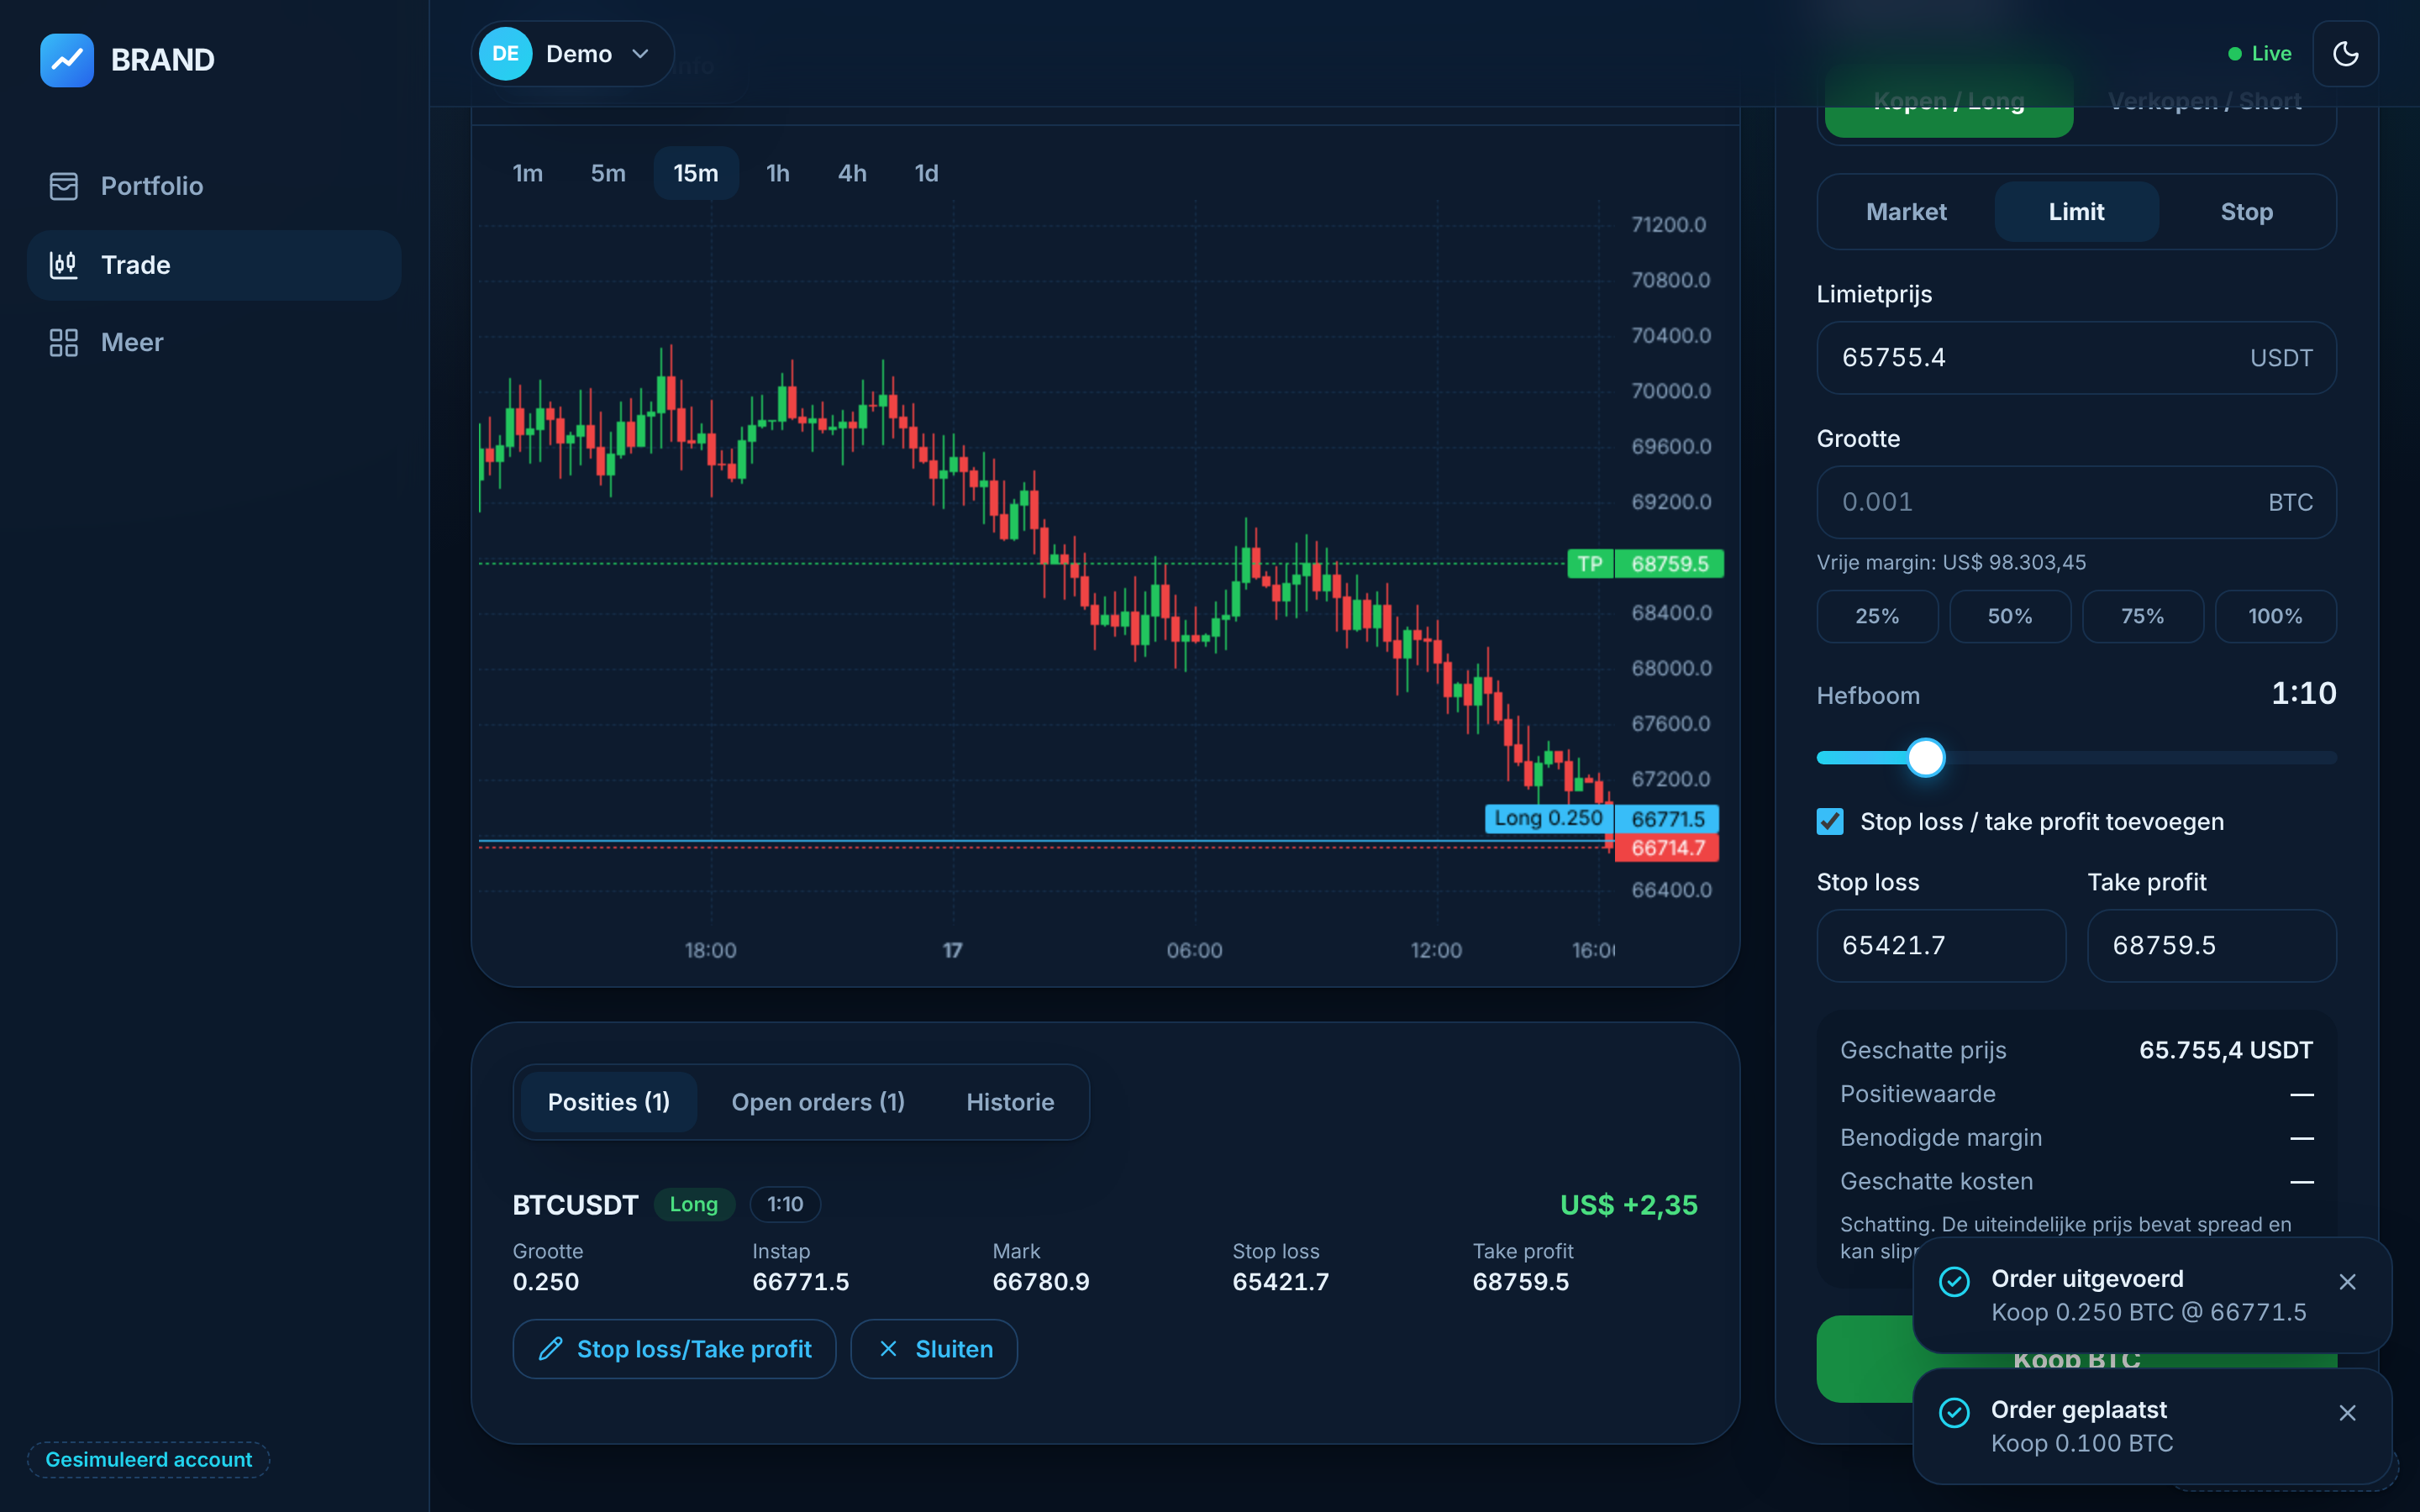 BRAND
Portfolio
Trade
Meer
Gesimuleerd account
DE Demo
Live
1m 5m 15m 1h 4h 1d
71200.0
70800.0
70400.0
70000.0
69600.0
69200.0
TP 68759.5
68400.0
68000.0
67600.0
67200.0
Long 0.250 66771.5
66714.7
66400.0
18:00 17 06:00 12:00
Posities (1) Open orders (1) Historie
BTCUSDT Long 1:10 US$ +2,35
Grootte Instap Mark Stop loss Take profit
0.250 66771.5 66780.9 65421.7 68759.5
Stop loss/Take profit Sluiten
Kopen / Long Verkopen / Short
Market Limit Stop
Limietprijs
65755.4 USDT
Grootte
0.001 BTC
Vrije margin: US$ 98.303,45
25% 50% 75% 100%
Hefboom 1:10
Stop loss / take profit toevoegen
Stop loss Take profit
65421.7 68759.5
Geschatte prijs 65.755,4 USDT
Positiewaarde —
Benodigde margin —
Geschatte kosten —
Schatting. De uiteindelijke prijs bevat spread en
kan
Koop BTC
Order uitgevoerd
Koop 0.250 BTC @ 66771.5
Order geplaatst
Koop 0.100 BTC